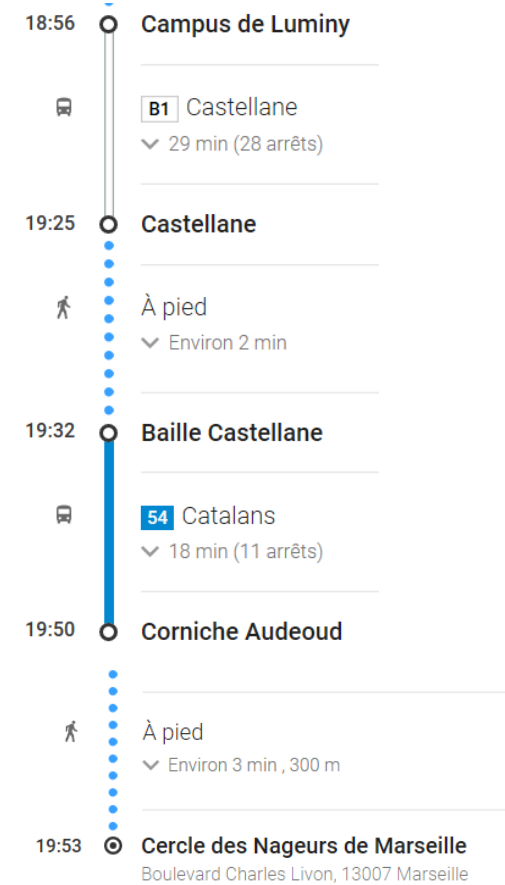 18:56 Campus de Luminy
B1 Castellane
29 min (28 arrêts)
19:25 Castellane
À pied
Environ 2 min
19:32 Baille Castellane
54 Catalans
18 min (11 arrêts)
19:50 Corniche Audeoud
À pied
Environ 3 min , 300 m
19:53 Cercle des Nageurs de Marseille
Boulevard Charles Livon, 13007 Marseille